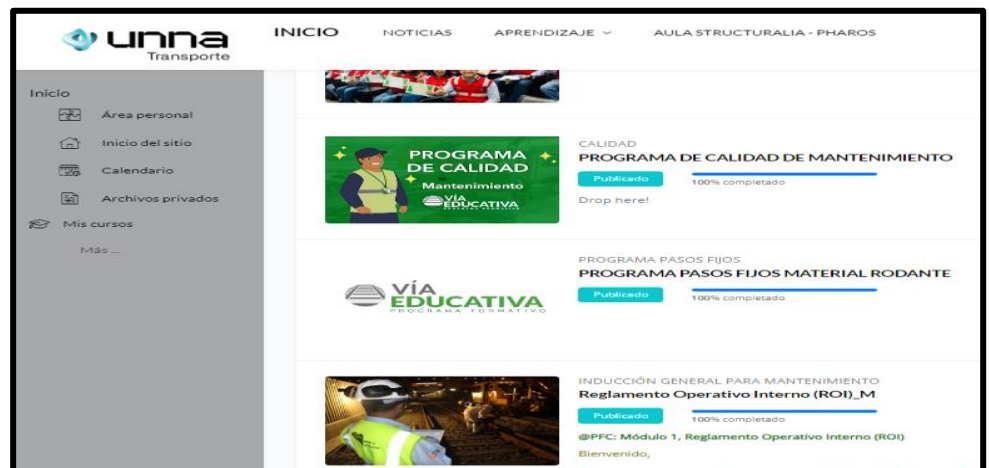 unna
Transporte
INICIO
NOTICIAS
APRENDIZAJE
AULA STRUCTURALIA - PHAROS
Inicio
Área personal
Inicio del sitio
Calendario
Archivos privados
Mis cursos
Más ...
PROGRAMA
DE CALIDAD
Mantenimiento
VÍA
EDUCATIVA
CALIDAD
PROGRAMA DE CALIDAD DE MANTENIMIENTO
Publicado
100% completado
Drop here!
VÍA
EDUCATIVA
PROGRAMA FORMATIVO
PROGRAMA PASOS FIJOS
PROGRAMA PASOS FIJOS MATERIAL RODANTE
Publicado
100% completado
INDUCCIÓN GENERAL PARA MANTENIMIENTO
Reglamento Operativo Interno (ROI)_M
Publicado
100% completado
@PFC: Módulo 1, Reglamento Operativo Interno (ROI)
Bienvenido,